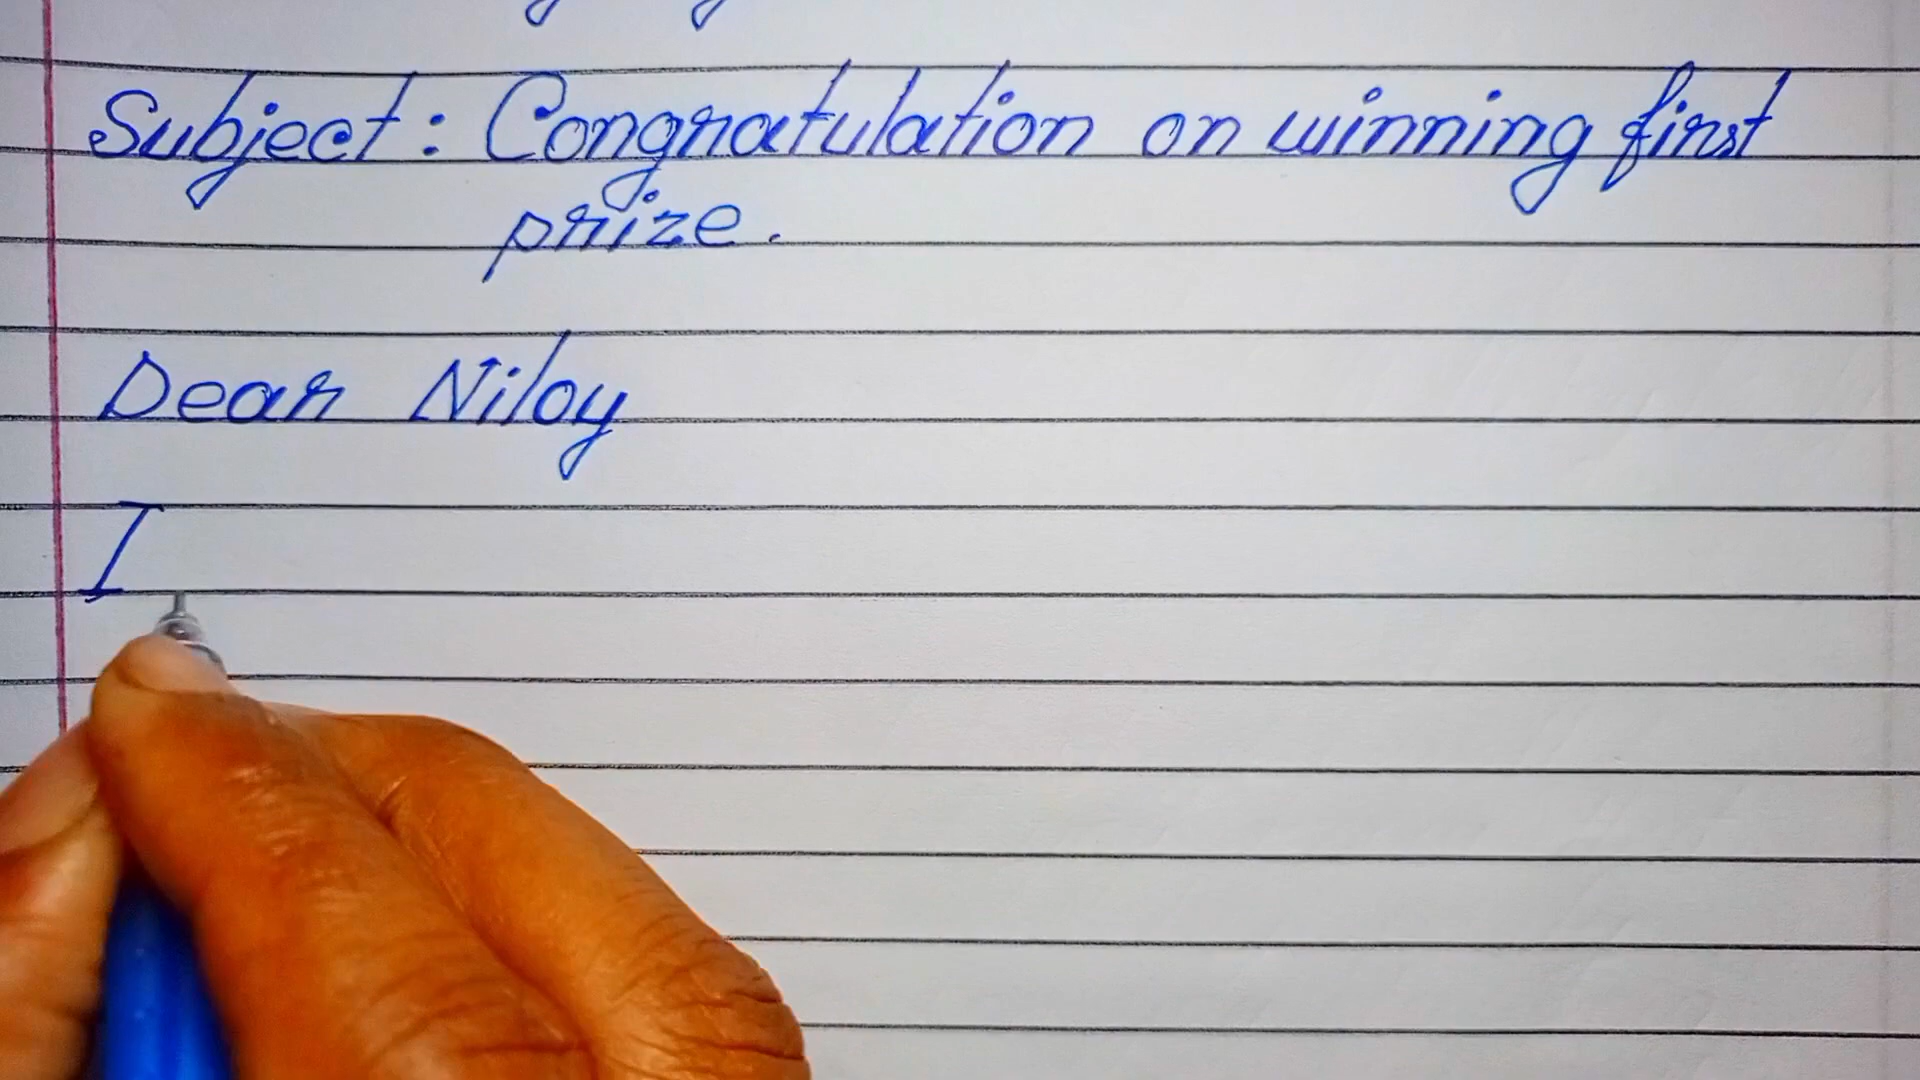 Subject: Congratulation on winning first
prize.
Dear Niloy
I